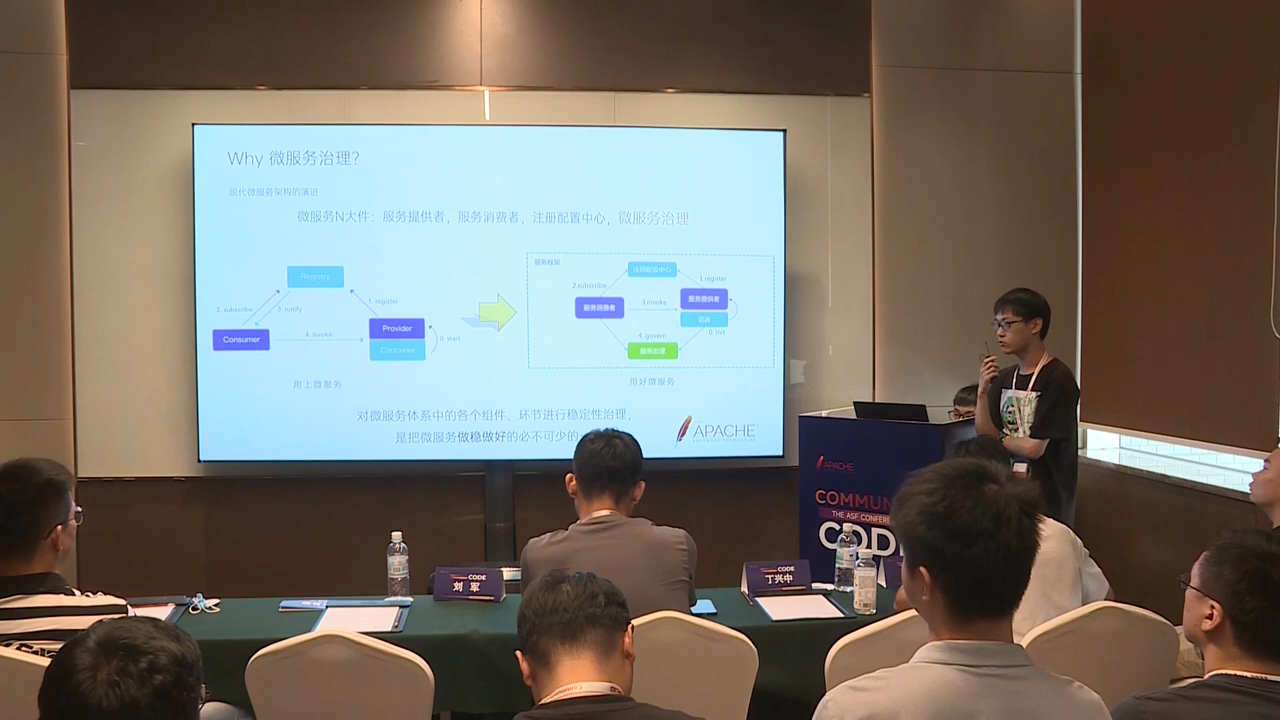 Why 微服务治理?
现代微服务架构的演进
微服务N大件：服务提供者，服务消费者，注册配置中心，微服务治理
Registry
2. subscribe
3. notify
1. register
Consumer
4. invoke
Provider
Container
0. start
用上微服务
服务框架
注册配置中心
2.subscribe
1.register
服务消费者
3.invoke
服务提供者
容器
4. govern
0. init
服务治理
用好微服务
对微服务体系中的各个组件、环节进行稳定性治理，
是把微服务做稳做好的必不可少的
APACHE
SOFTWARE FOUNDATION
APACHE
COMMUN
THE ASF CONFERE
CODE
CODE
刘 军
CODE
丁兴中